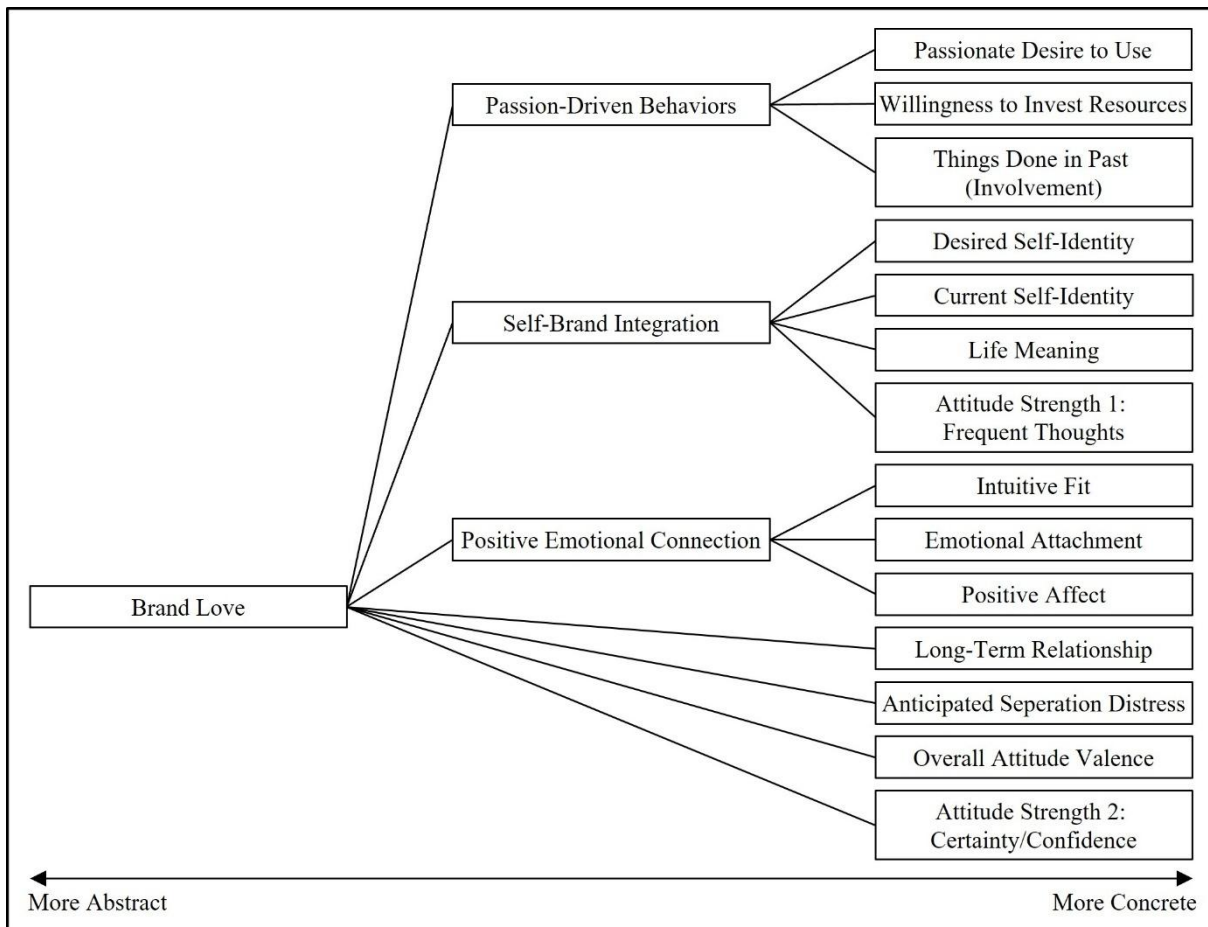 Passionate Desire to Use
Passion-Driven Behaviors
Willingness to Invest Resources
Things Done in Past
(Involvement)
Desired Self-Identity
Self-Brand Integration
Current Self-Identity
Life Meaning
Attitude Strength 1:
Frequent Thoughts
Intuitive Fit
Positive Emotional Connection
Emotional Attachment
Positive Affect
Brand Love
Long-Term Relationship
Anticipated Seperation Distress
Overall Attitude Valence
Attitude Strength 2:
Certainty/Confidence
More Abstract
More Concrete